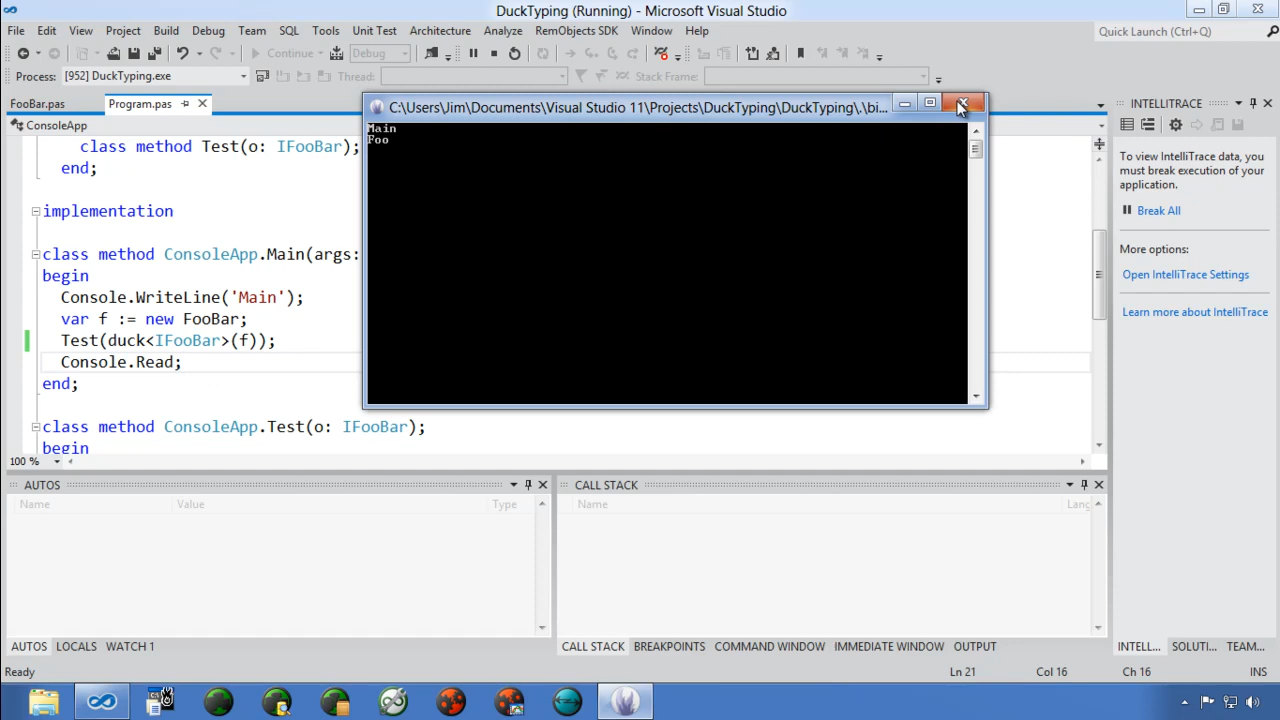 DuckTyping (Running) - Microsoft Visual Studio
File Edit View Project Build Debug Team SQL Tools Unit Test Architecture Analyze RemObjects SDK Window Help
Quick Launch (Ctrl+Q)
Continue Debug
Process: [952] DuckTyping.exe Thread: Stack Frame:
FooBar.pas Program.pas
ConsoleApp
class method Test(o: IFooBar);
end;
implementation
class method ConsoleApp.Main(args:
begin
Console.WriteLine('Main');
var f := new FooBar;
Test(duck<IFooBar>(f));
Console.Read;
end;
class method ConsoleApp.Test(o: IFooBar);
begin
100 %
C:\Users\Jim\Documents\Visual Studio 11\Projects\DuckTyping\DuckTyping\.\bi...
Main
Foo
INTELLITRACE
To view IntelliTrace data, you
must break execution of your
application.
Break All
More options:
Open IntelliTrace Settings
Learn more about IntelliTrace
AUTOS
Name Value Type
AUTOS LOCALS WATCH 1
CALL STACK
Name Lang
CALL STACK BREAKPOINTS COMMAND WINDOW IMMEDIATE WINDOW OUTPUT
INTELL... SOLUTI... TEAM...
Ready Ln 21 Col 16 Ch 16 INS